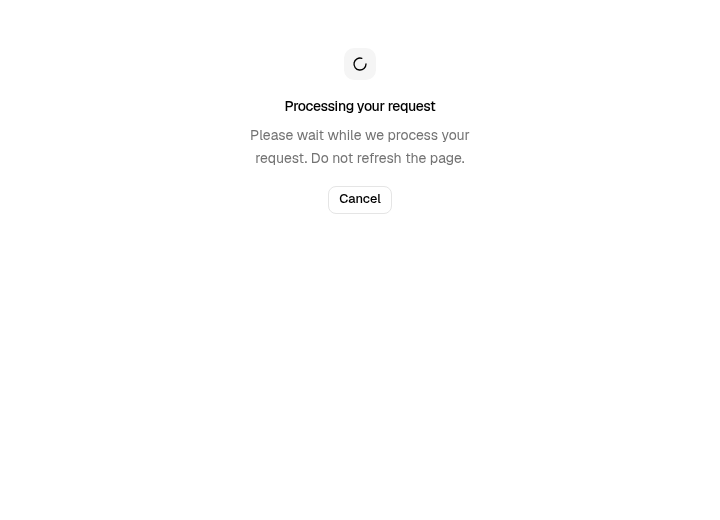 Processing your request
Please wait while we process your
request. Do not refresh the page.
Cancel